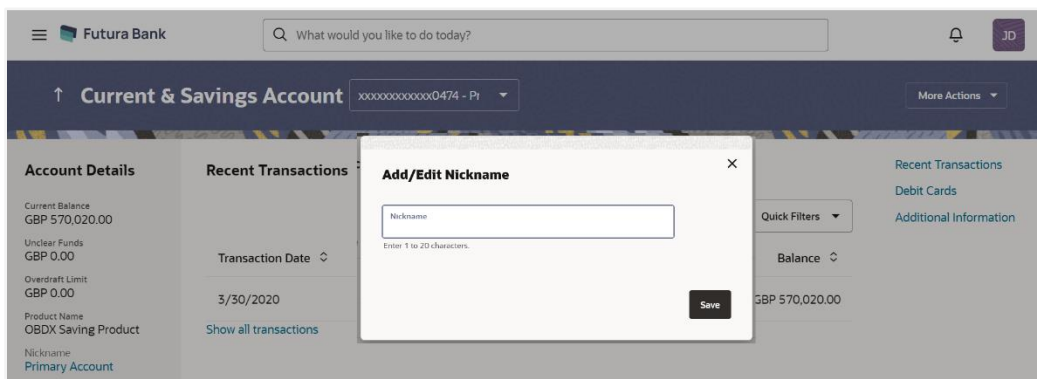 Futura Bank
What would you like to do today?
JD
Current & Savings Account
xxxxxxxxxxxx0474 - Pr
More Actions
Account Details
Current Balance
GBP 570,020.00
Unclear Funds
GBP 0.00
Overdraft Limit
GBP 0.00
Product Name
OBDX Saving Product
Nickname
Primary Account
Recent Transactions
Transaction Date
3/30/2020
Show all transactions
Add/Edit Nickname
Nickname
Enter 1 to 20 characters.
Save
Quick Filters
Balance
GBP 570,020.00
Recent Transactions
Debit Cards
Additional Information